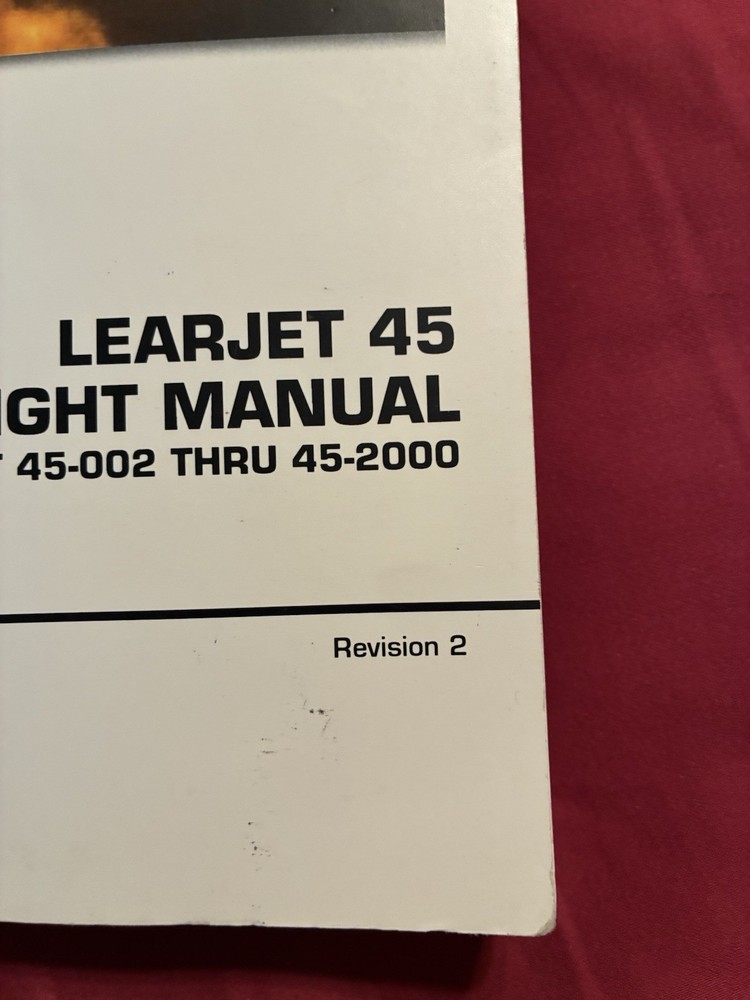 LEARJET 45
IGHT MANUAL
45-002 THRU 45-2000
Revision 2